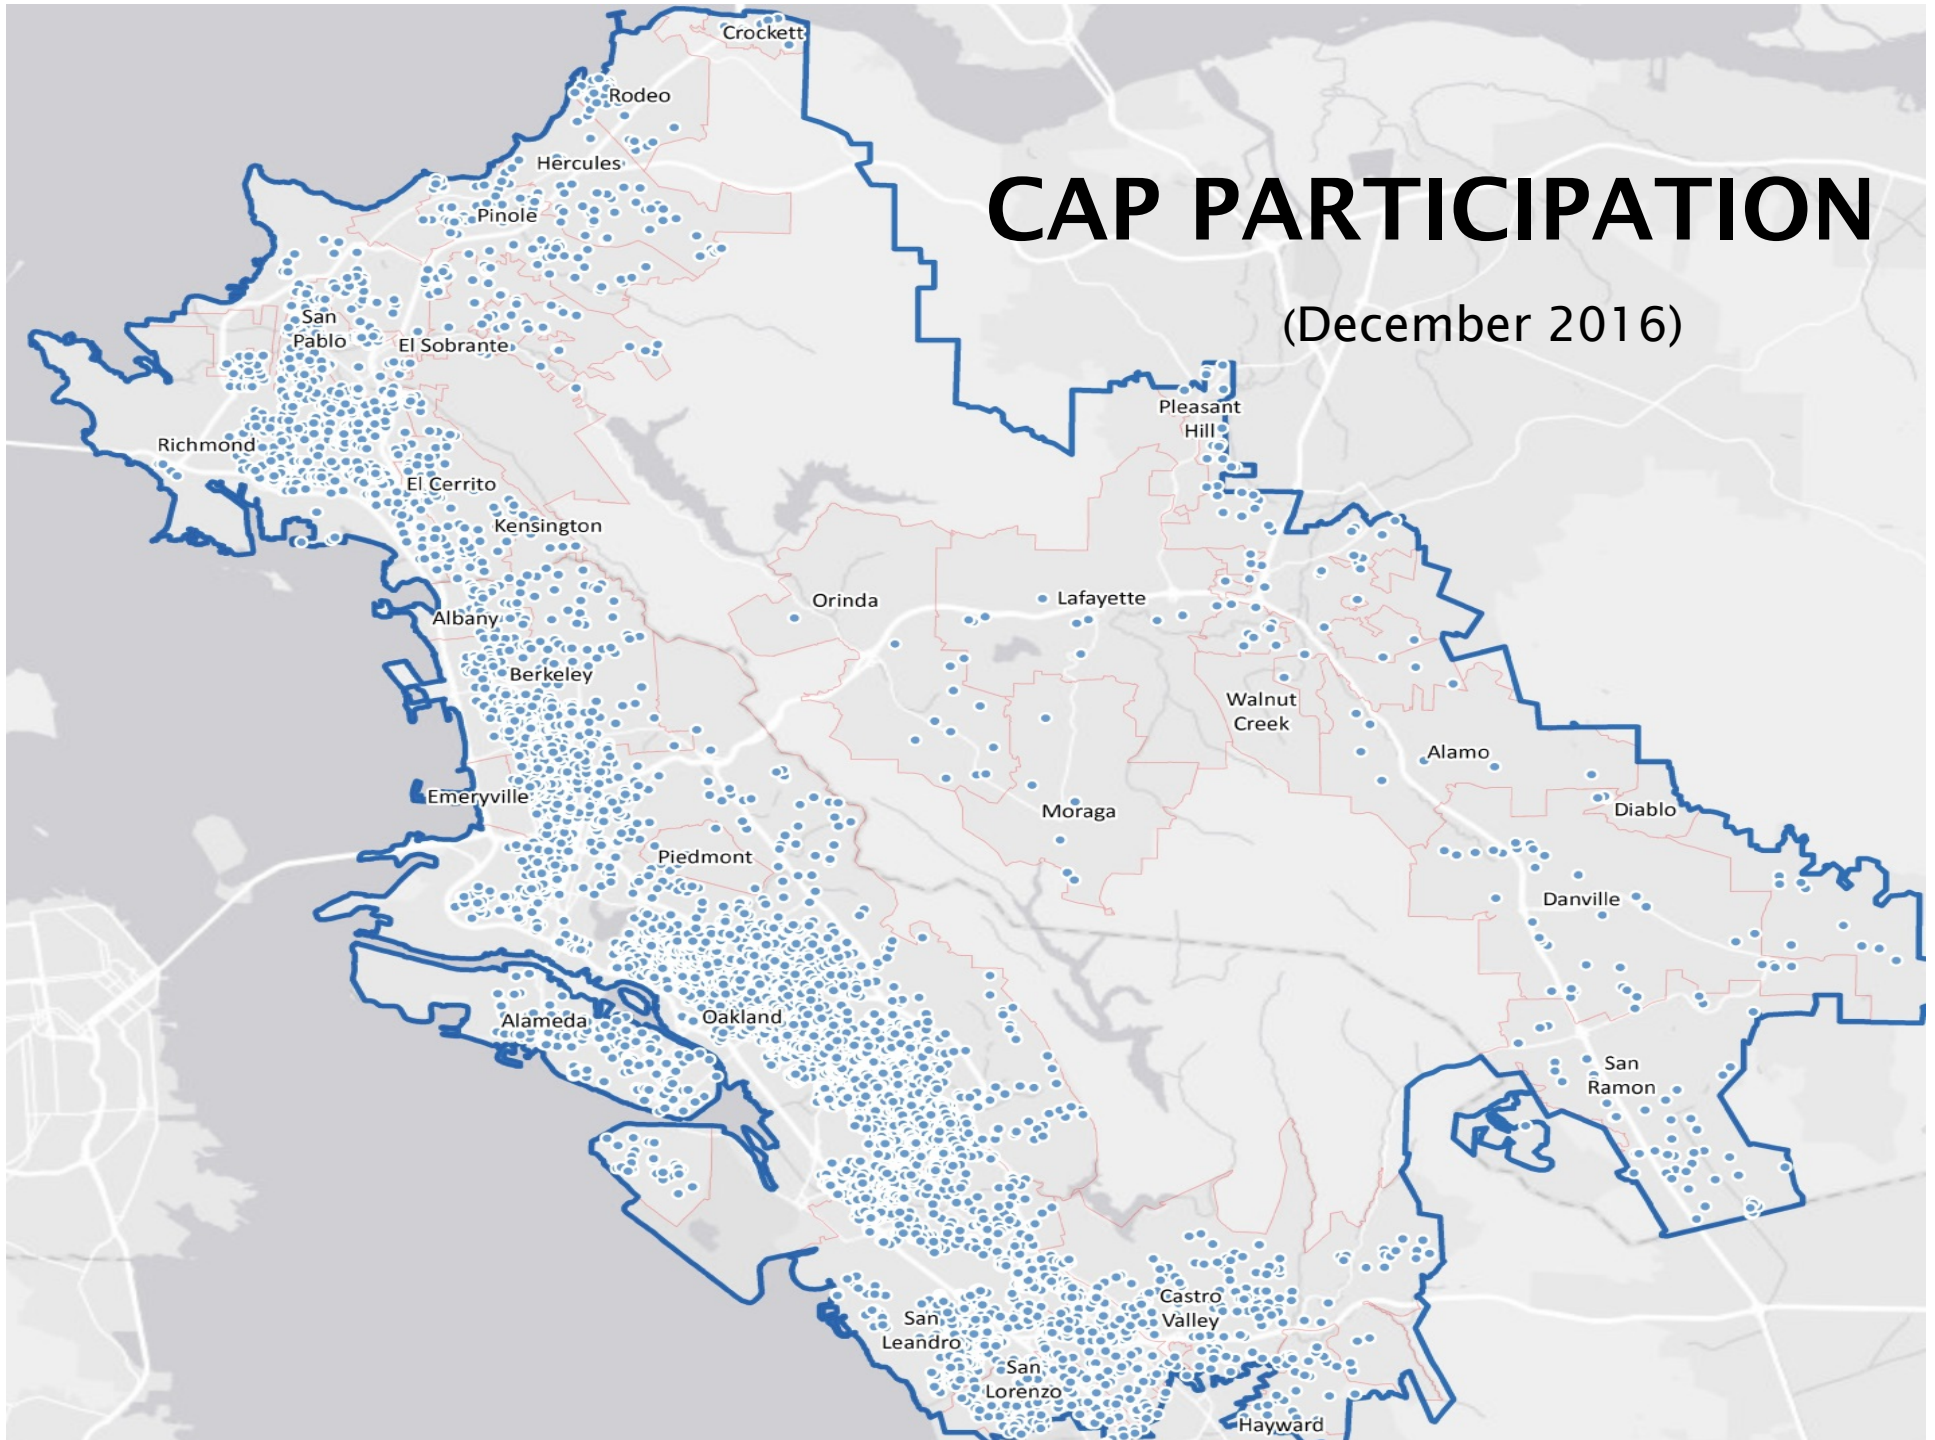 Crockett
Rodeo
Hercules
CAP PARTICIPATION
Pinole
(December 2016)
San
Pablo
El Sobrante
Pleasant
Hill
Richmond
El Cerrito
Kensington
Orinda
Lafayette
Albany
Berkeley
Walnut
Creek
Alamo
Emeryville
Diablo
Moraga
Piedmont
Danville
Oakland
Alameda
San
Ramon
Castro
Valley
San
Leandro
San
Lorenzo
Hayward